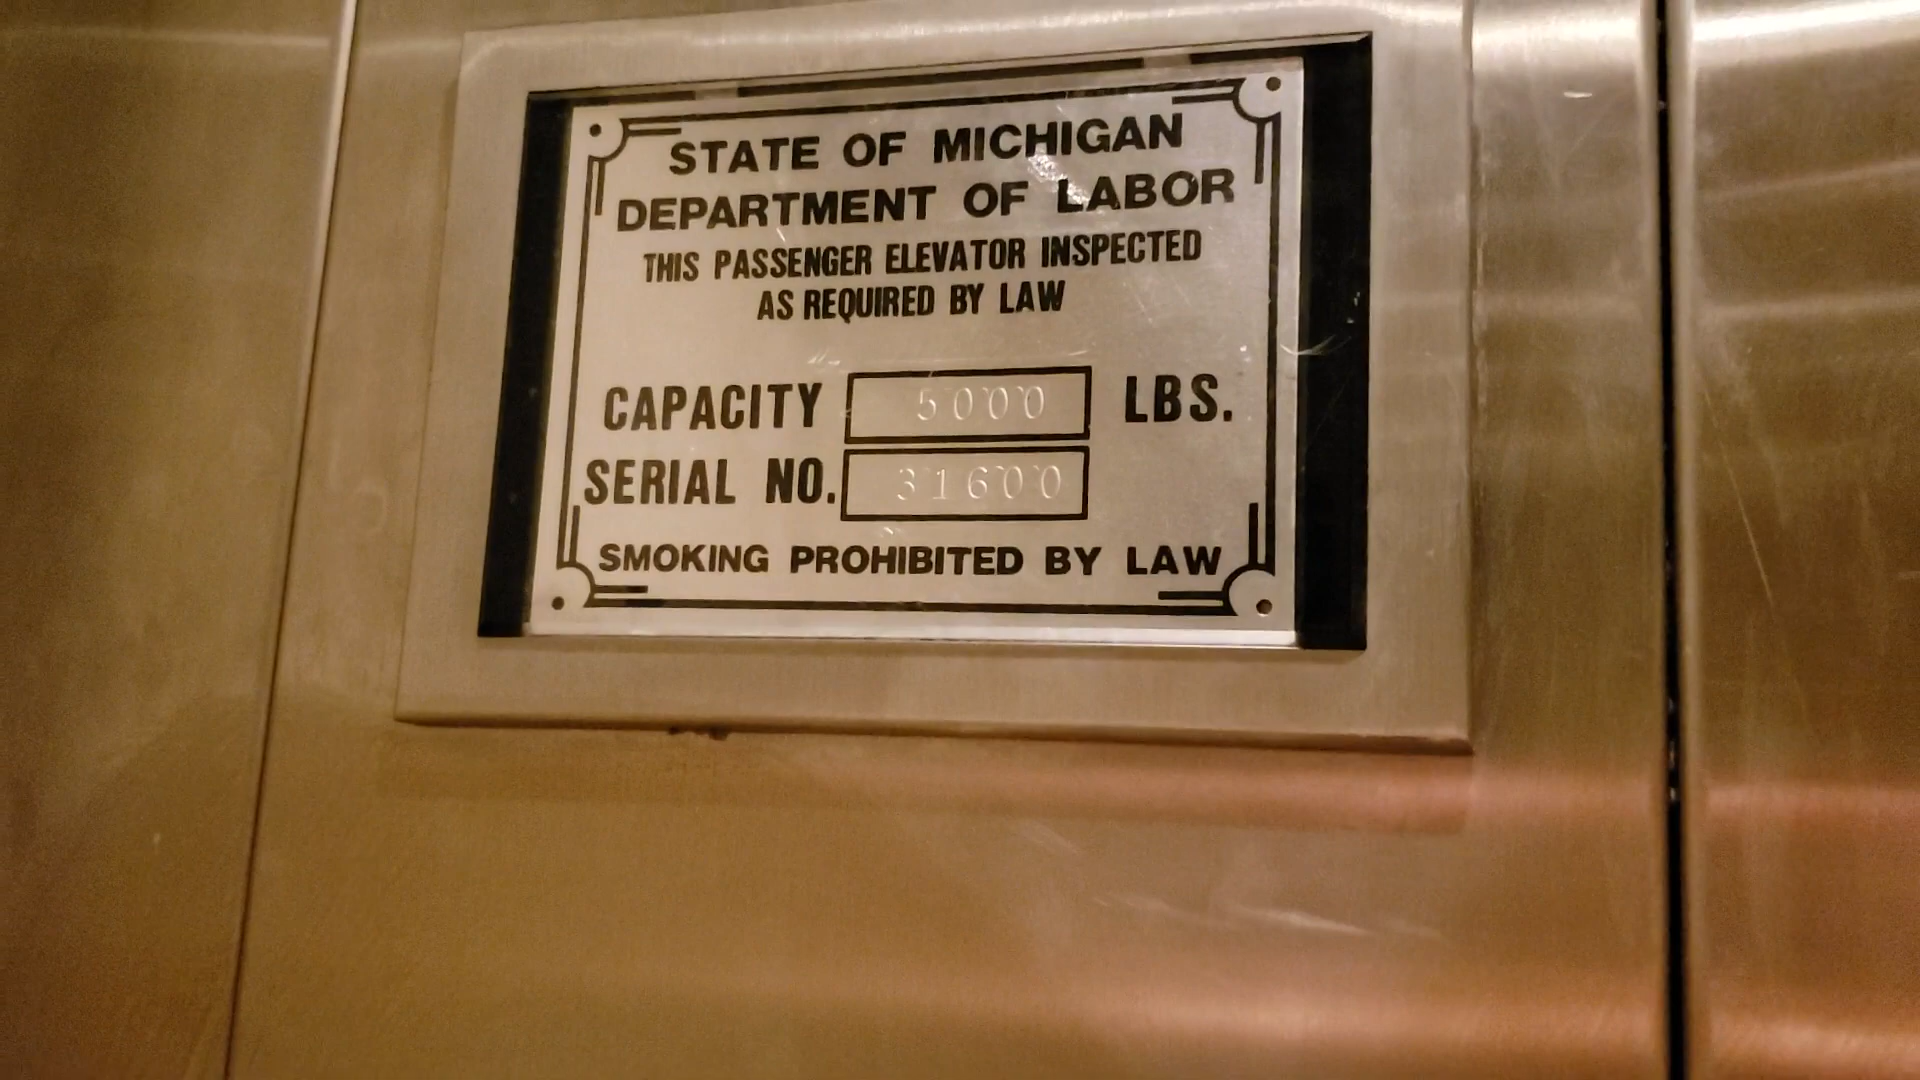 STATE OF MICHIGAN
DEPARTMENT OF LABOR
THIS PASSENGER ELEVATOR INSPECTED
AS REQUIRED BY LAW
CAPACITY 5000 LBS.
SERIAL NO. 31600
SMOKING PROHIBITED BY LAW